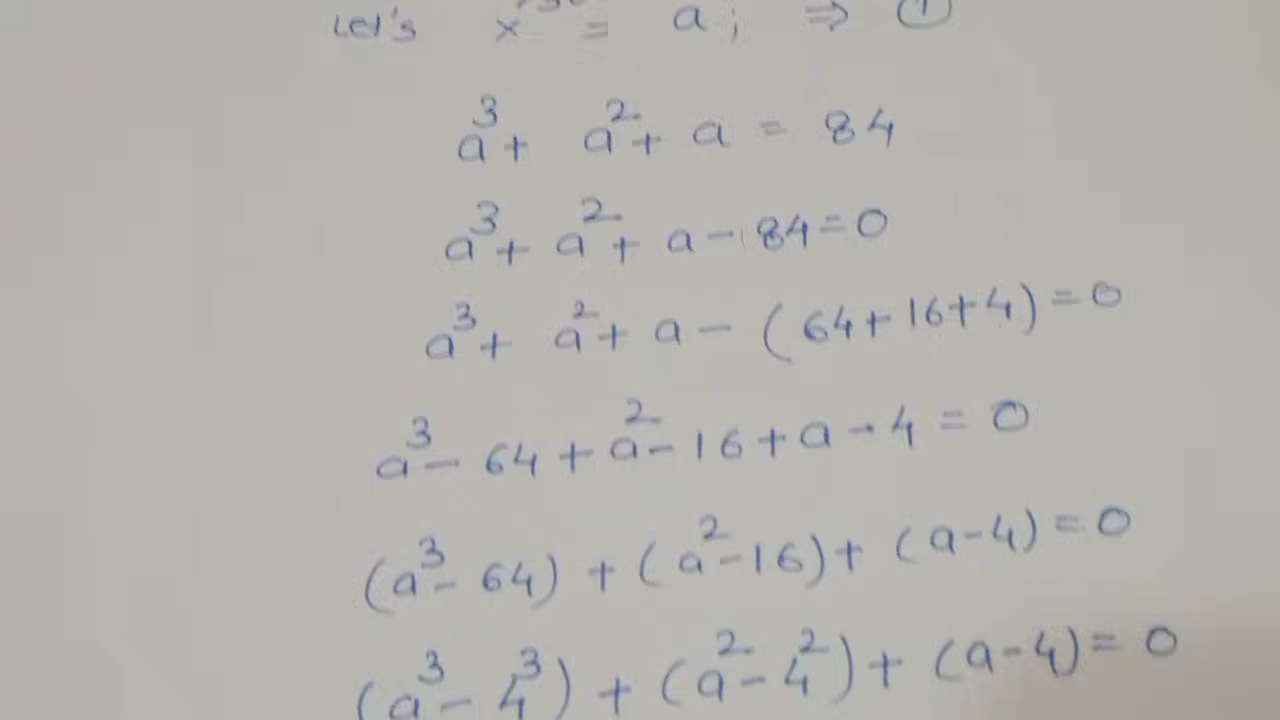 Let's x = a; ⇒ ①
a³ + a² + a = 84
a³ + a² + a - 84 = 0
a³ + a² + a - (64 + 16 + 4) = 0
a³ - 64 + a² - 16 + a - 4 = 0
(a³ - 64) + (a² - 16) + (a - 4) = 0
(a³ - 4³) + (a² - 4²) + (a - 4) = 0